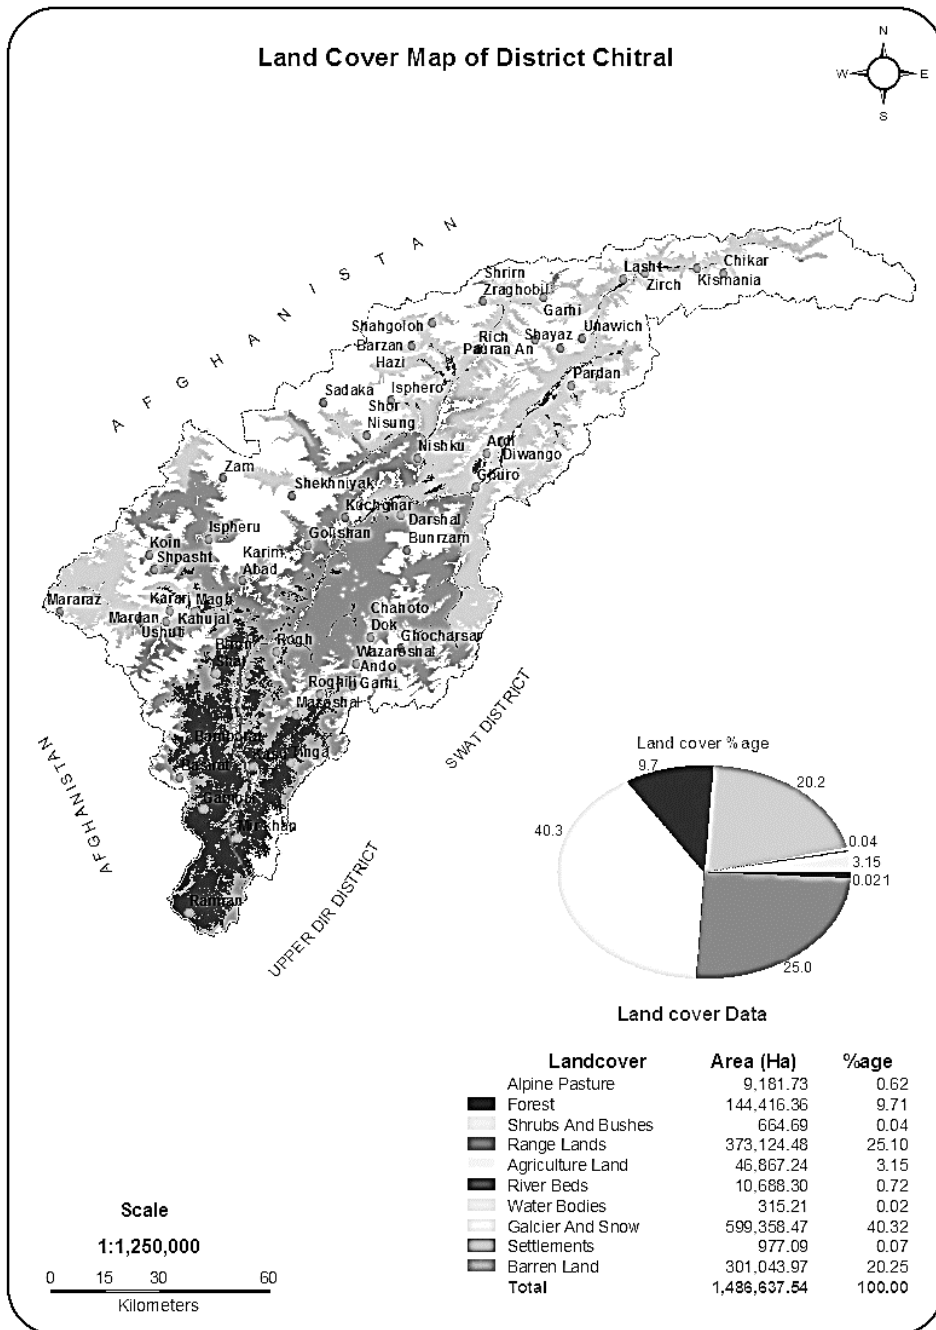 Land Cover Map of District Chitral
N
W E
S
A F G H A N I S T A N
Lasht
Chikar
Zirch
Kismania
Shrirn
Zraghobil
Garhi
Shahgoloh
Barzan
Hazi
Rich
Shayaz
Unawich
Pauran An
Pardan
Sadaka
Isphero
Shor
Nisung
Nishku
Ardi
Diwango
Ghuro
Zam
Shekhniyak
Kuchghar
Darshal
Bunrzam
Golishan
Koin
Ispheru
Shpasht
Karim
Abad
Mararaz
Kararj
Magh
Mardan
Kahujal
Ushuti
Chahoto
Dok
Ghocharsar
Rogh
Wazareshal
Ando
Roghili
Garhi
Mazeshal
Mirkhan
Ramran
AFGHANISTAN
SWAT DISTRICT
UPPER DIR DISTRICT
Land cover %age
9.7
20.2
40.3
0.04
3.15
0.021
25.0
Land cover Data
Landcover Area (Ha) %age
Alpine Pasture 9,181.73 0.62
Forest 144,416.36 9.71
Shrubs And Bushes 664.69 0.04
Range Lands 373,124.48 25.10
Agriculture Land 46,867.24 3.15
River Beds 10,688.30 0.72
Water Bodies 315.21 0.02
Galcier And Snow 599,358.47 40.32
Settlements 977.09 0.07
Barren Land 301,043.97 20.25
Total 1,486,637.54 100.00
Scale
1:1,250,000
0 15 30 60
Kilometers